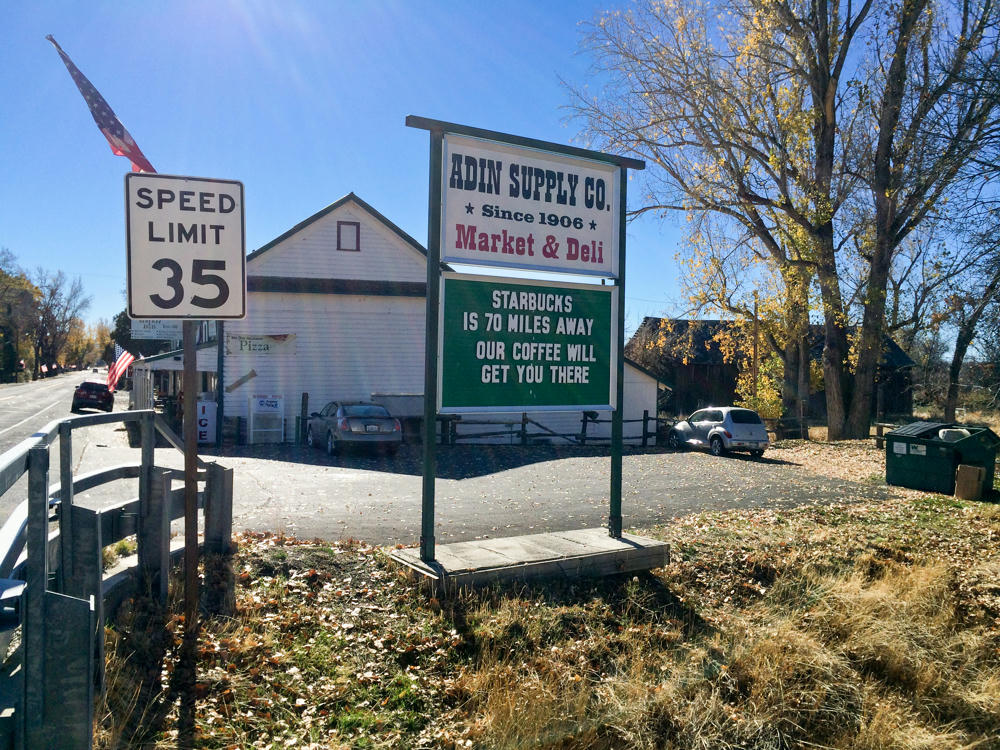 SPEED
LIMIT
35
ADIN SUPPLY CO.
★ Since 1906 ★
Market & Deli
STARBUCKS
IS 70 MILES AWAY
OUR COFFEE WILL
GET YOU THERE
Pizza
ICE